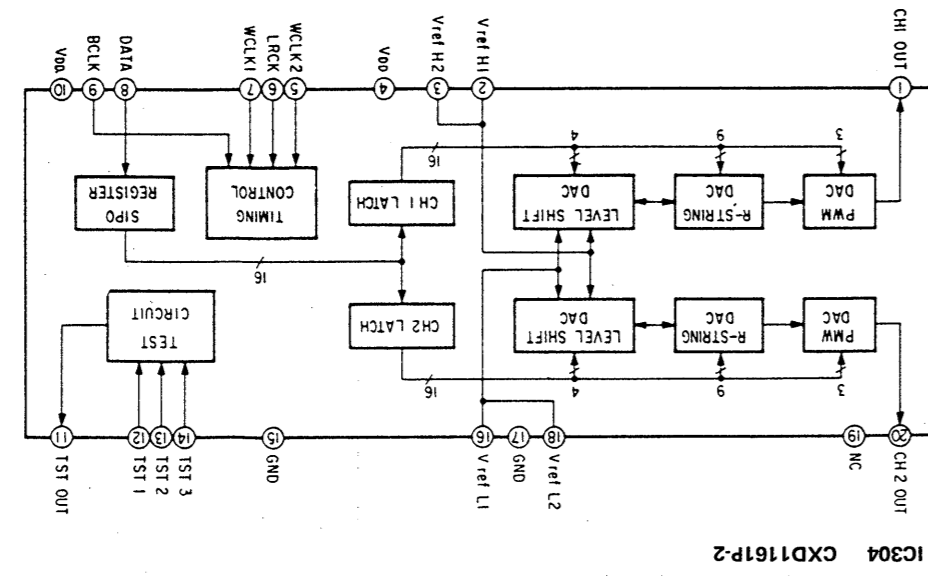 IC304 CXD1161P-2
CH2 OUT
NC
Vref L2
GND
Vref L1
GND
TST 3
TST 2
TST 1
TST OUT
20
19
18
17
16
15
14
13
12
11
3
9
4
16
PMW
DAC
R-STRING
DAC
LEVEL SHIFT
DAC
CH2 LATCH
TEST
CIRCUIT
16
PWM
DAC
R-STRING
DAC
LEVEL SHIFT
DAC
CH1 LATCH
TIMING
CONTROL
SIPO
REGISTER
3
9
4
16
1
2
3
4
5
6
7
8
9
10
CH1 OUT
Vref H1
Vref H2
VDD
WCLK2
LRCK
WCLK1
DATA
BCLK
VDD